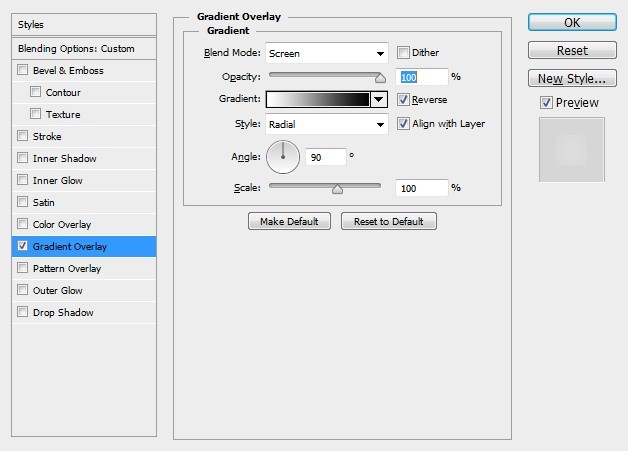 Styles
Blending Options: Custom
Bevel & Emboss
Contour
Texture
Stroke
Inner Shadow
Inner Glow
Satin
Color Overlay
Gradient Overlay
Pattern Overlay
Outer Glow
Drop Shadow
Gradient Overlay
Gradient
Blend Mode: Screen Dither
Opacity: 100 %
Gradient: Reverse
Style: Radial Align with Layer
Angle: 90 °
Scale: 100 %
Make Default Reset to Default
OK
Reset
New Style...
Preview